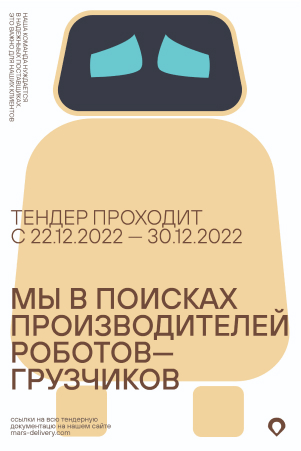 НАША КОМАНДА НУЖДАЕТСЯ
В НАДЕЖНЫХ ПОСТАВЩИКАХ.
ЭТО ВАЖНО ДЛЯ НАШИХ КЛИЕНТОВ
ТЕНДЕР ПРОХОДИТ
С 22.12.2022 — 30.12.2022
МЫ В ПОИСКАХ
ПРОИЗВОДИТЕЛЕЙ
РОБОТОВ—
ГРУЗЧИКОВ
ссылки на всю тендерную
документацию на нашем сайте
mars-delivery.com